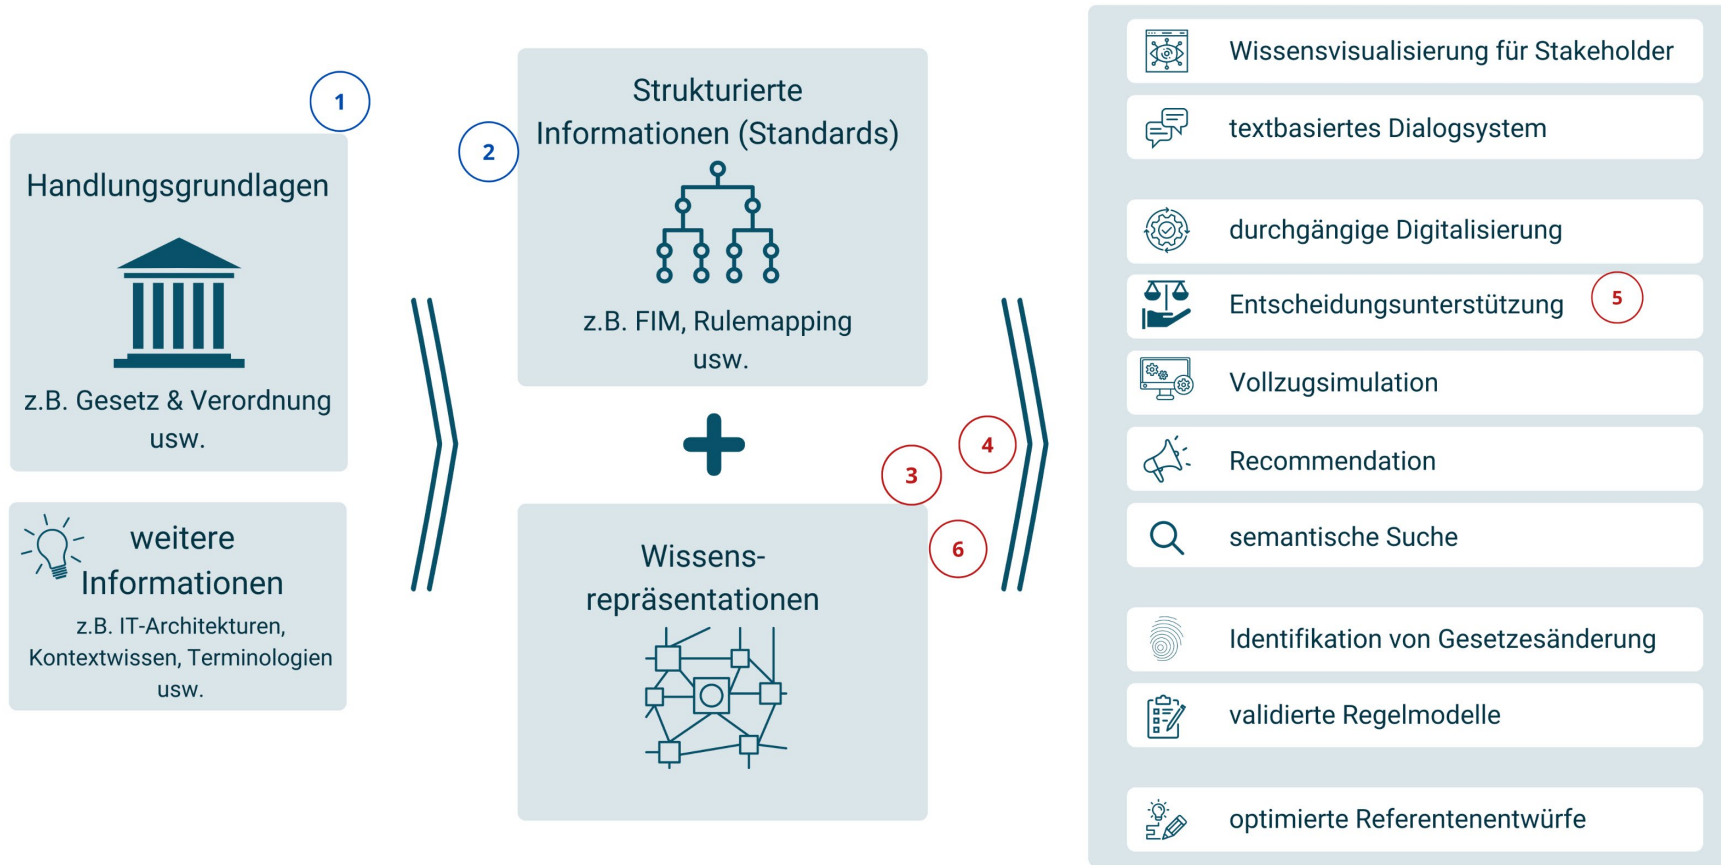 1
Handlungsgrundlagen
z.B. Gesetz & Verordnung
usw.
weitere
Informationen
z.B. IT-Architekturen,
Kontextwissen, Terminologien
usw.
2
Strukturierte
Informationen (Standards)
z.B. FIM, Rulemapping
usw.
3
4
6
Wissens-
repräsentationen
Wissensvisualisierung für Stakeholder
textbasiertes Dialogsystem
durchgängige Digitalisierung
Entscheidungsunterstützung
5
Vollzugsimulation
Recommendation
semantische Suche
Identifikation von Gesetzesänderung
validierte Regelmodelle
optimierte Referentenentwürfe